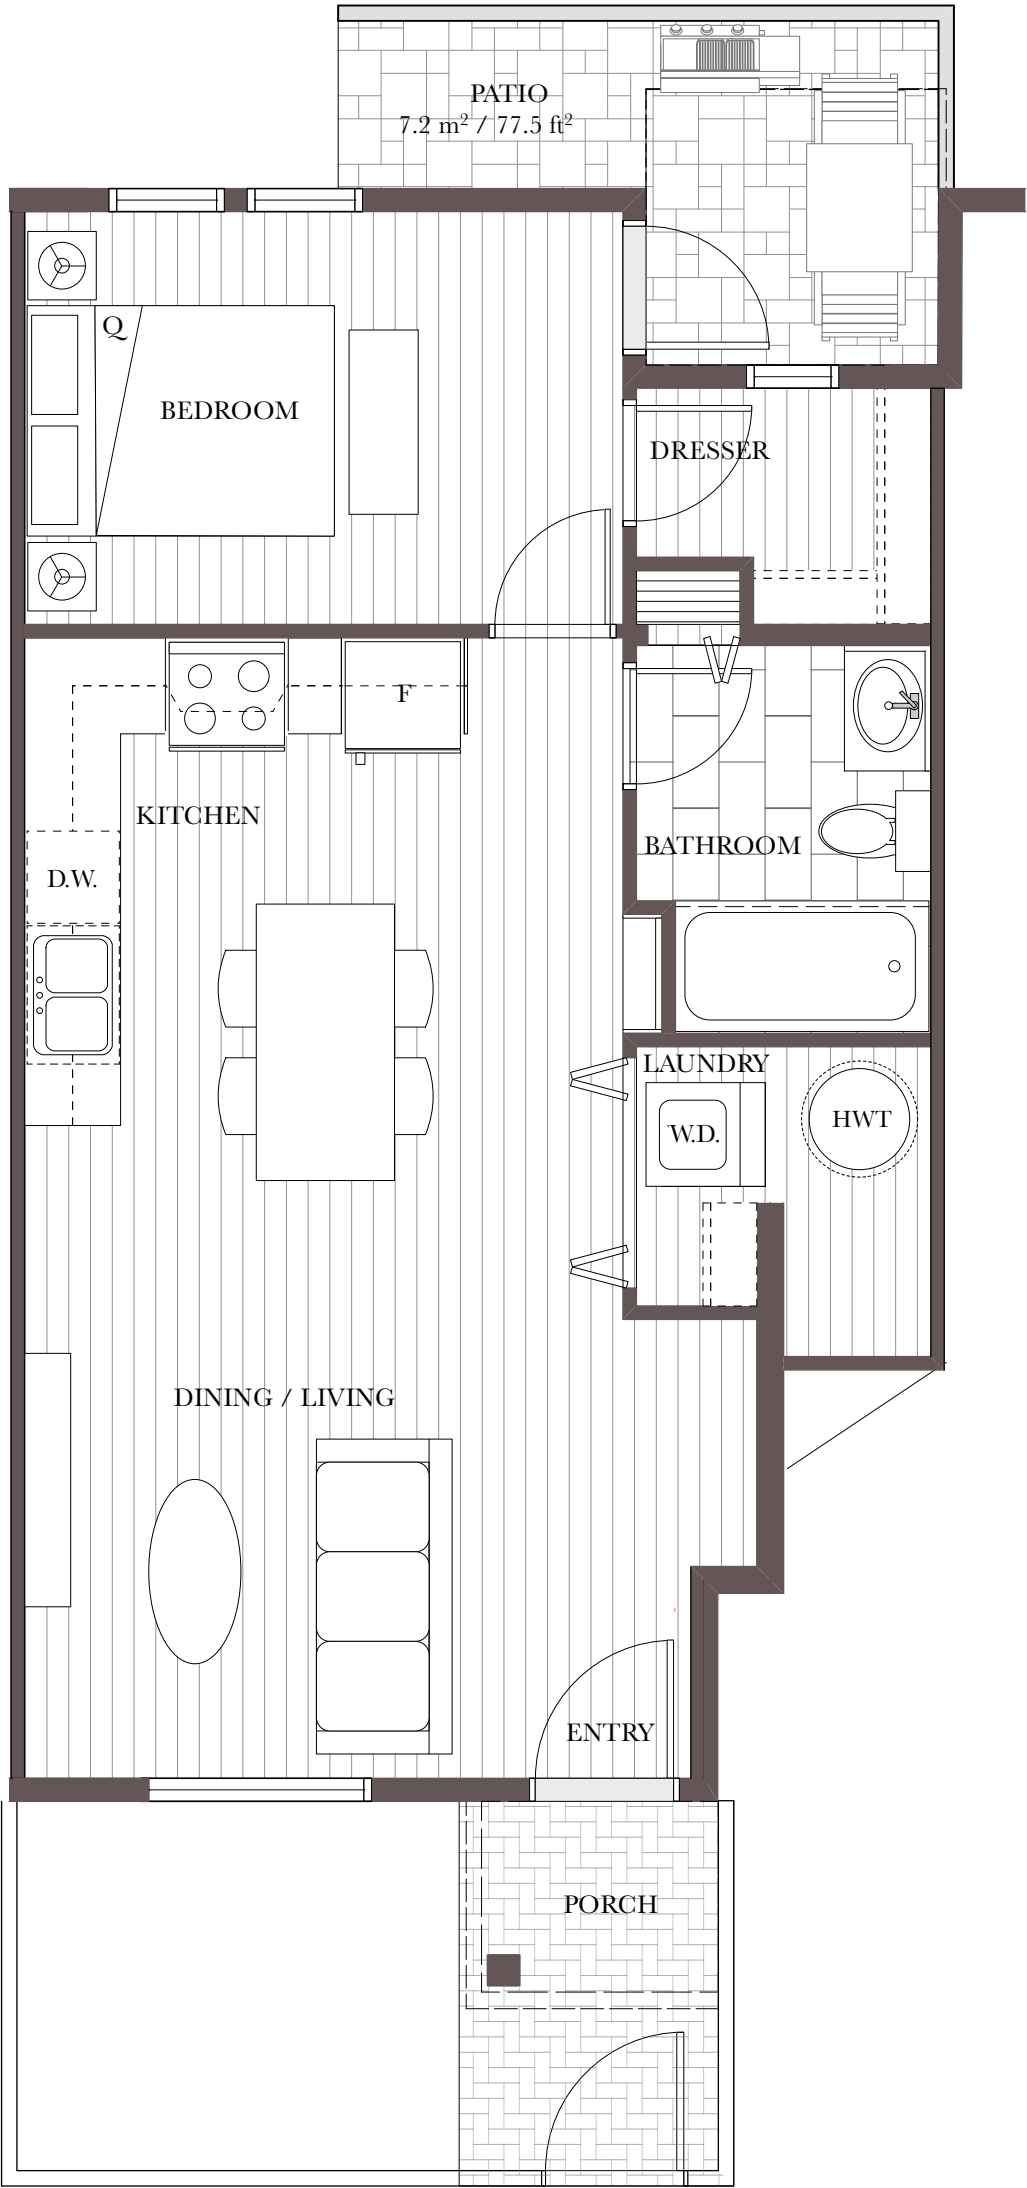 PATIO
7.2 m² / 77.5 ft²
Q
BEDROOM
DRESSER
F
KITCHEN
BATHROOM
D.W.
LAUNDRY
W.D.
HWT
DINING / LIVING
ENTRY
PORCH